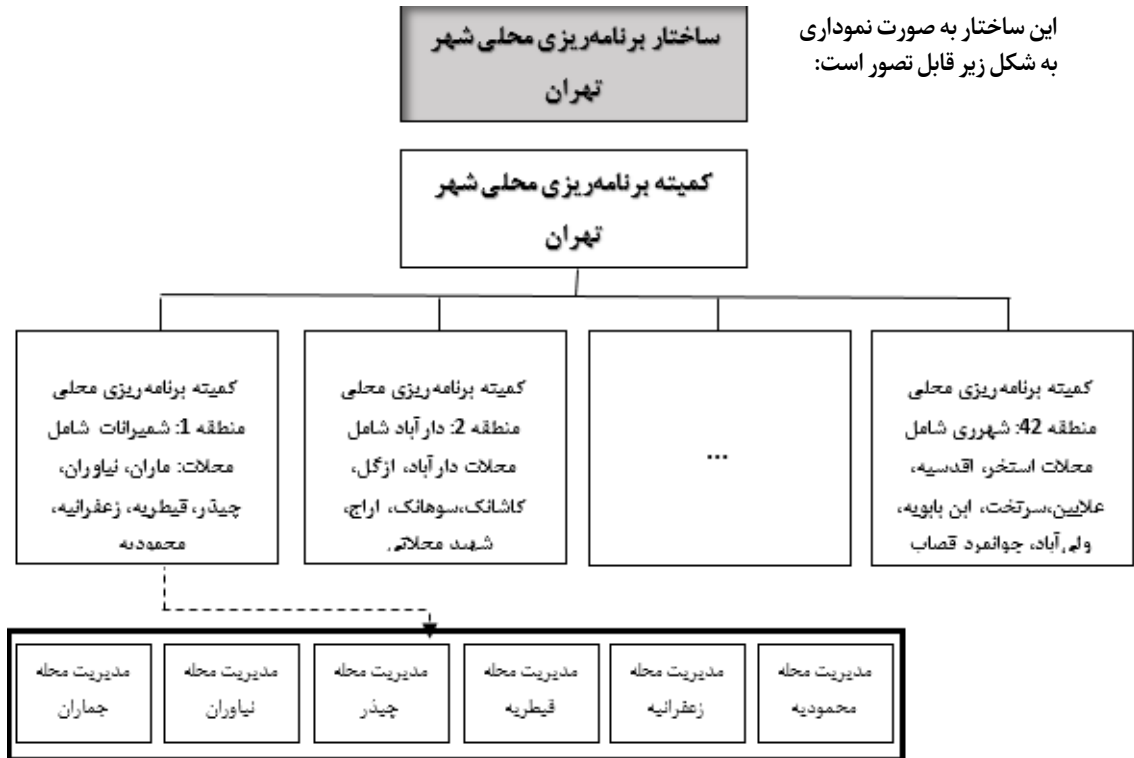 این ساختار به صورت نموداری
به شکل زیر قابل تصور است:
ساختار برنامه‌ریزی محلی شهر
تهران
کمیته برنامه‌ریزی محلی شهر
تهران
کمیته برنامه‌ریزی محلی
منطقه 1: شمیرانات شامل
محلات: ماران، نیاوران،
چیذر، قیطریه، زعفرانیه،
محمودیه
کمیته برنامه‌ریزی محلی
منطقه 2: دارآباد شامل
محلات دارآباد، ازگل،
کاشانک،سوهانک، اراج،
شهید محلاتی
...
کمیته برنامه‌ریزی محلی
منطقه 42: شهرری شامل
محلات استخر، اقدسیه،
علایین،سرتخت، ابن بابویه،
ولی‌آباد، جوانمرد قصاب
مدیریت محله
جماران
مدیریت محله
نیاوران
مدیریت محله
چیذر
مدیریت محله
قیطریه
مدیریت محله
زعفرانیه
مدیریت محله
محمودیه